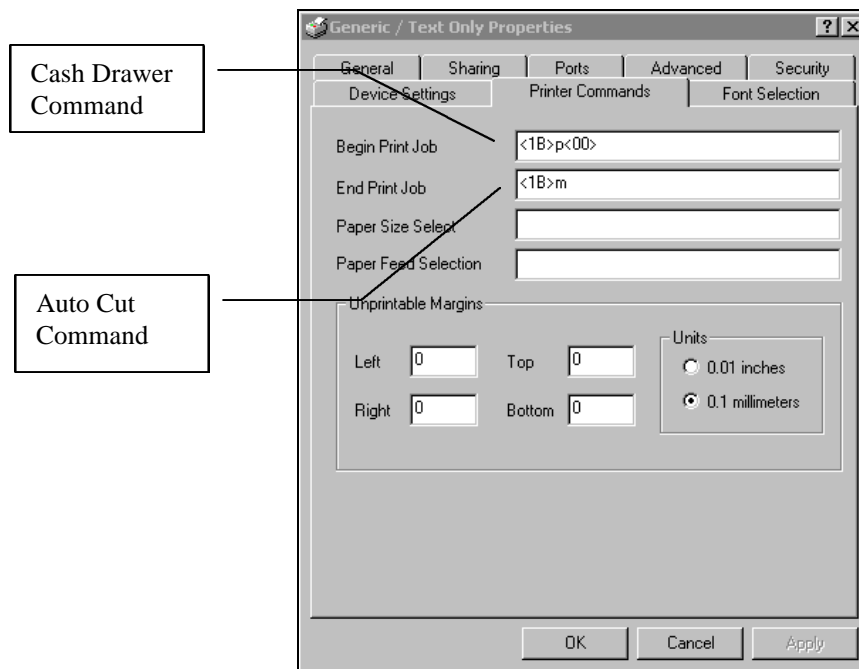 Generic / Text Only Properties
Cash Drawer
Command
General Sharing Ports Advanced Security
Device Settings Printer Commands Font Selection
Begin Print Job <1B>p<00>
End Print Job <1B>m
Paper Size Select
Paper Feed Selection
Auto Cut
Command
Unprintable Margins
Units
Left 0 Top 0 0.01 inches
Right 0 Bottom 0 0.1 millimeters
OK Cancel Apply